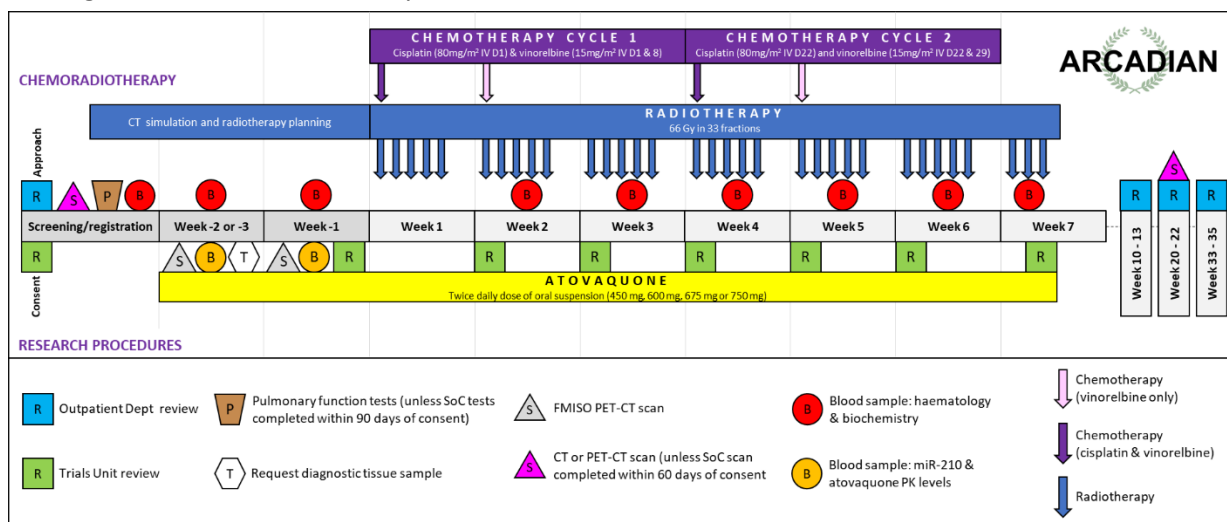 CHEMOTHERAPY CYCLE 1
Cisplatin (80mg/m² IV D1) & vinorelbine (15mg/m² IV D1 & 8)
CHEMOTHERAPY CYCLE 2
Cisplatin (80mg/m² IV D22) and vinorelbine (15mg/m² IV D22 & 29)
ARCADIAN
CHEMORADIOTHERAPY
CT simulation and radiotherapy planning
RADIOTHERAPY
66 Gy in 33 fractions
Approach
R S P B B B B B B B B B R S R R
Screening/registration
Week -2 or -3
Week -1
Week 1
Week 2
Week 3
Week 4
Week 5
Week 6
Week 7
Week 10 - 13
Week 20 - 22
Week 33 - 35
R S B T S B R R R R R R R
Consent
ATOVAQUONE
Twice daily dose of oral suspension (450 mg, 600 mg, 675 mg or 750 mg)
RESEARCH PROCEDURES
R Outpatient Dept review
P Pulmonary function tests (unless SoC tests
completed within 90 days of consent)
S FMISO PET-CT scan
B Blood sample: haematology
& biochemistry
Chemotherapy
(vinorelbine only)
R Trials Unit review
T Request diagnostic tissue sample
S CT or PET-CT scan (unless SoC scan
completed within 60 days of consent
B Blood sample: miR-210 &
atovaquone PK levels
Chemotherapy
(cisplatin & vinorelbine)
Radiotherapy